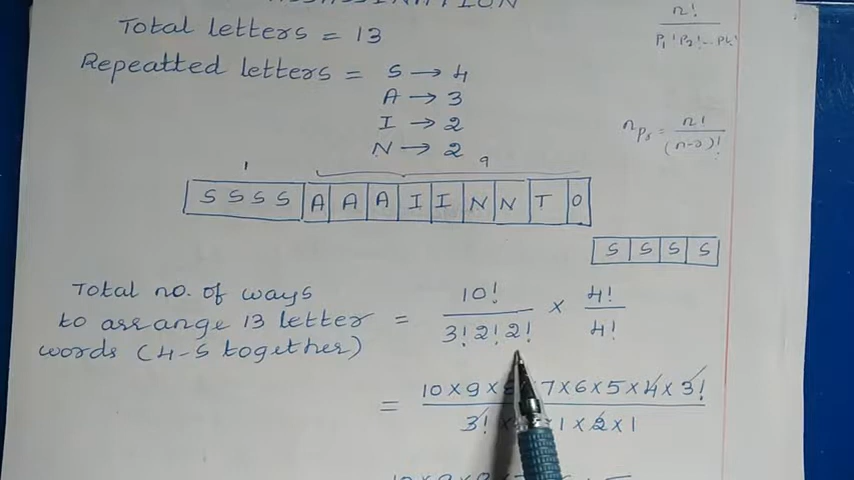 Total letters = 13
n!
P1! P2! ... Pk!
Repeatted letters = S → 4
A → 3
I → 2
N → 2
nPr = n! / (n-r)!
1 9
S S S S A A A I I N N T O
S S S S
Total no. of ways
to arrange 13 letter
words (4-S together)
= 10! / 3! 2! 2! × 4! / 4!
= 10 × 9 × 8 × 7 × 6 × 5 × 4 × 3!
3! × × 1 × 2 × 1